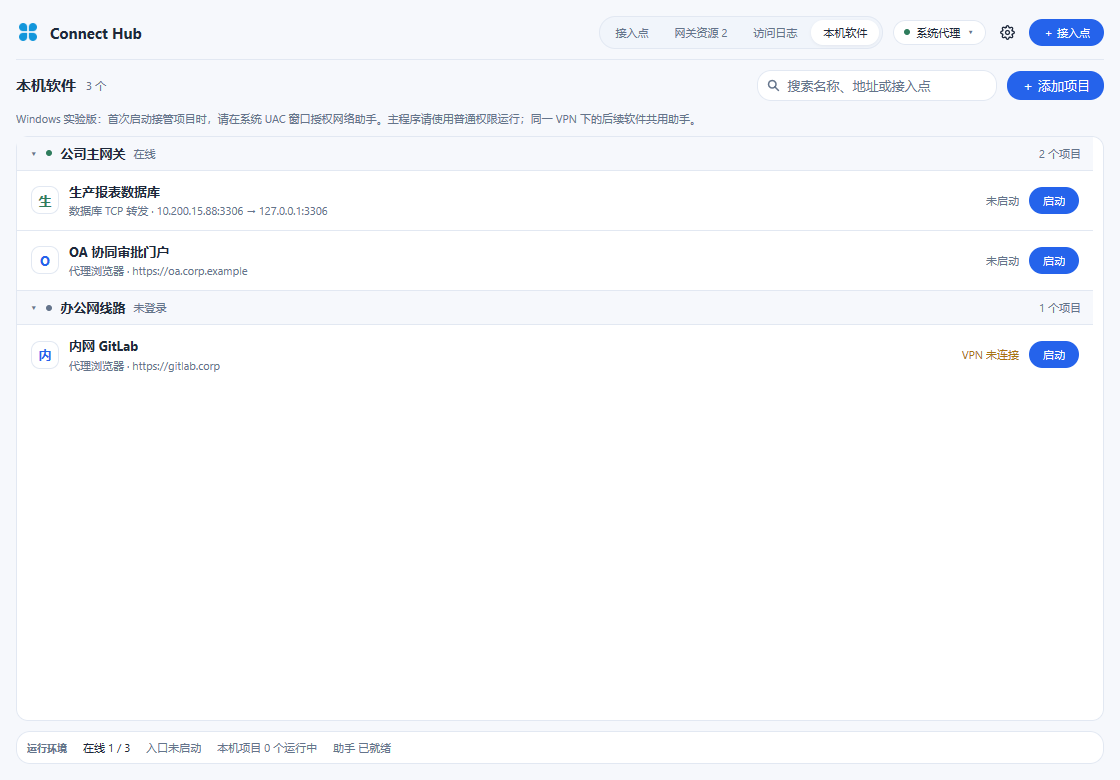 Connect Hub
接入点 网关资源 2 访问日志 本机软件 系统代理 + 接入点
本机软件 3 个
搜索名称、地址或接入点
+ 添加项目
Windows 实验版：首次启动接管项目时，请在系统 UAC 窗口授权网络助手。主程序请使用普通权限运行；同一 VPN 下的后续软件共用助手。
公司主网关 在线 2 个项目
生
生产报表数据库
数据库 TCP 转发 · 10.200.15.88:3306 → 127.0.0.1:3306
未启动 启动
O
OA 协同审批门户
代理浏览器 · https://oa.corp.example
未启动 启动
办公网线路 未登录 1 个项目
内
内网 GitLab
代理浏览器 · https://gitlab.corp
VPN 未连接 启动
运行环境 在线 1 / 3 入口未启动 本机项目 0 个运行中 助手 已就绪